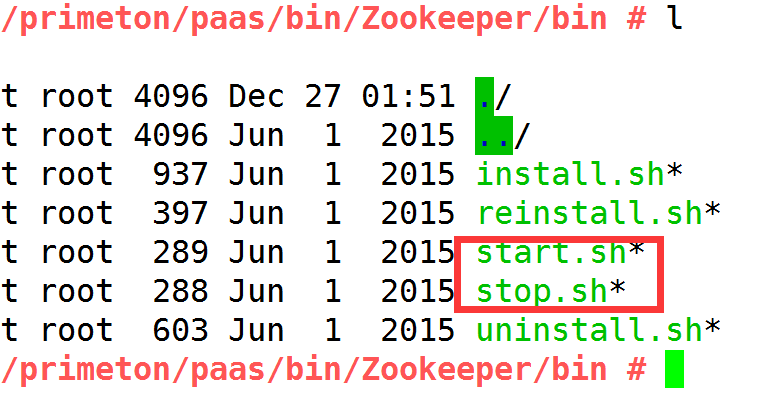 /primeton/paas/bin/Zookeeper/bin # l
t root 4096 Dec 27 01:51 ./
t root 4096 Jun  1  2015 ../
t root  937 Jun  1  2015 install.sh*
t root  397 Jun  1  2015 reinstall.sh*
t root  289 Jun  1  2015 start.sh*
t root  288 Jun  1  2015 stop.sh*
t root  603 Jun  1  2015 uninstall.sh*
/primeton/paas/bin/Zookeeper/bin #